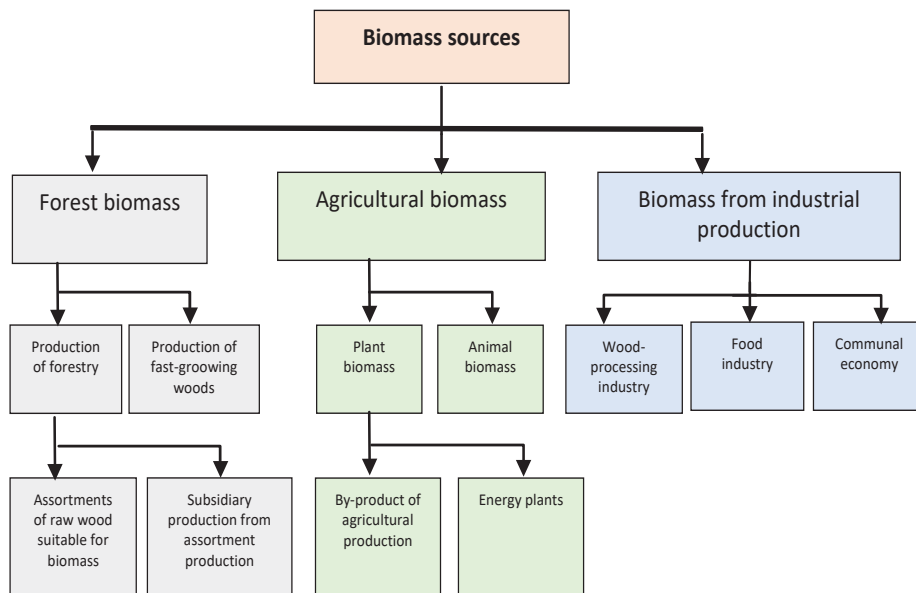 Biomass sources
Forest biomass
Agricultural biomass
Biomass from industrial
production
Production
of forestry
Production of
fast-groowing
woods
Plant
biomass
Animal
biomass
Wood-
processing
industry
Food
industry
Communal
economy
Assortments
of raw wood
suitable for
biomass
Subsidiary
production from
assortment
production
By-product of
agricultural
production
Energy plants